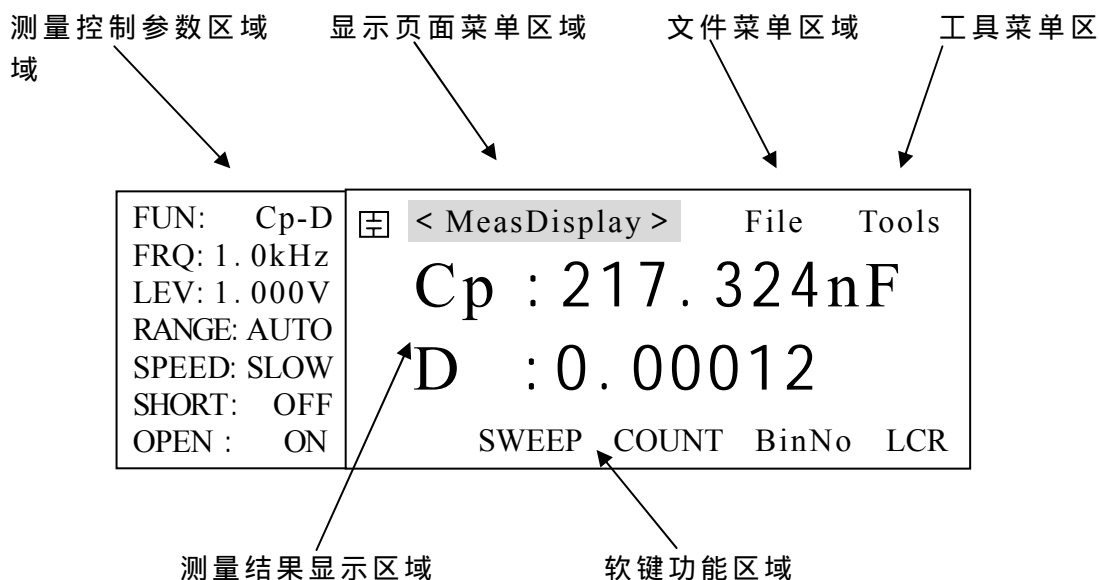 测量控制参数区域 显示页面菜单区域 文件菜单区域 工具菜单区
域
FUN: Cp-D
FRQ: 1.0kHz
LEV: 1.000V
RANGE: AUTO
SPEED: SLOW
SHORT: OFF
OPEN : ON
< MeasDisplay > File Tools
Cp :217.324nF
D :0.00012
SWEEP COUNT BinNo LCR
测量结果显示区域 软键功能区域